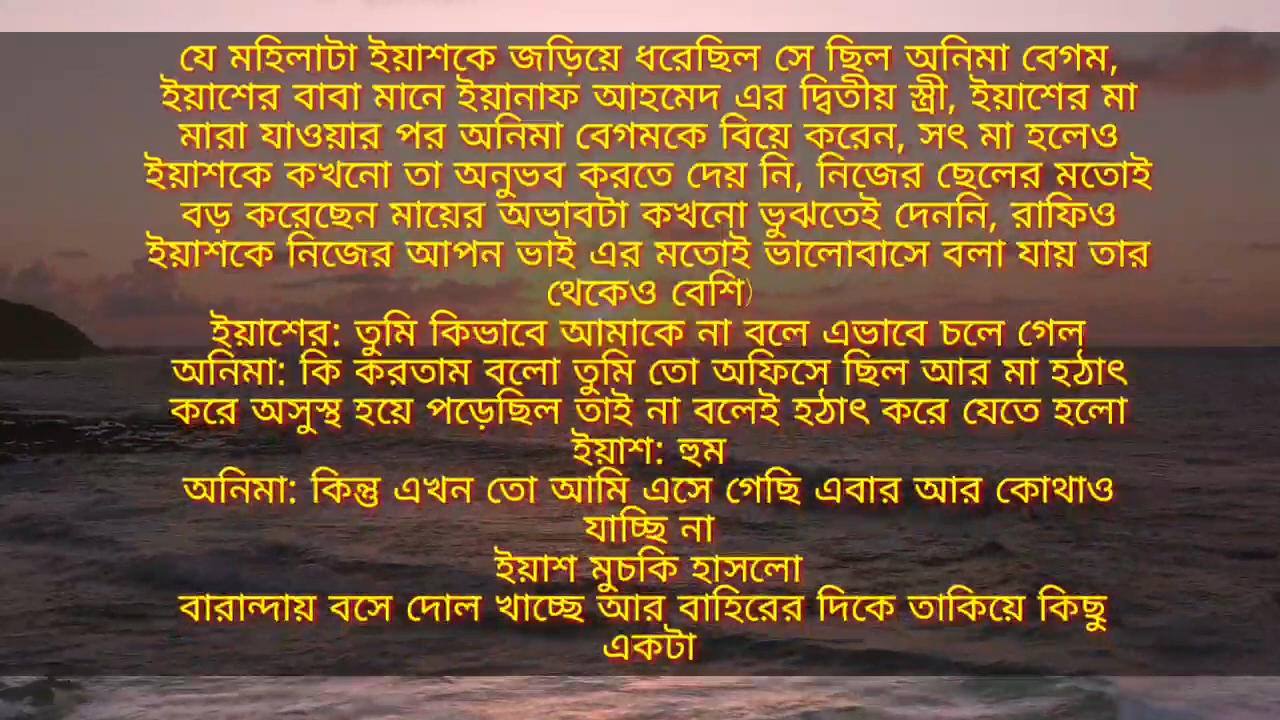 যে মহিলাটা ইয়াশকে জড়িয়ে ধরেছিল সে ছিল অনিমা বেগম,
ইয়াশের বাবা মানে ইয়ানাফ আহমেদ এর দ্বিতীয় স্ত্রী, ইয়াশের মা
মারা যাওয়ার পর অনিমা বেগমকে বিয়ে করেন, সৎ মা হলেও
ইয়াশকে কখনো তা অনুভব করতে দেয় নি, নিজের ছেলের মতোই
বড় করেছেন মায়ের অভাবটা কখনো ভুঝতেই দেননি, রাফিও
ইয়াশকে নিজের আপন ভাই এর মতোই ভালোবাসে বলা যায় তার
থেকেও বেশি)
ইয়াশের: তুমি কিভাবে আমাকে না বলে এভাবে চলে গেল
অনিমা: কি করতাম বলো তুমি তো অফিসে ছিল আর মা হঠাৎ
করে অসুস্থ হয়ে পড়েছিল তাই না বলেই হঠাৎ করে যেতে হলো
ইয়াশ: হুম
অনিমা: কিন্তু এখন তো আমি এসে গেছি এবার আর কোথাও
যাচ্ছি না
ইয়াশ মুচকি হাসলো
বারান্দায় বসে দোল খাচ্ছে আর বাহিরের দিকে তাকিয়ে কিছু
একটা